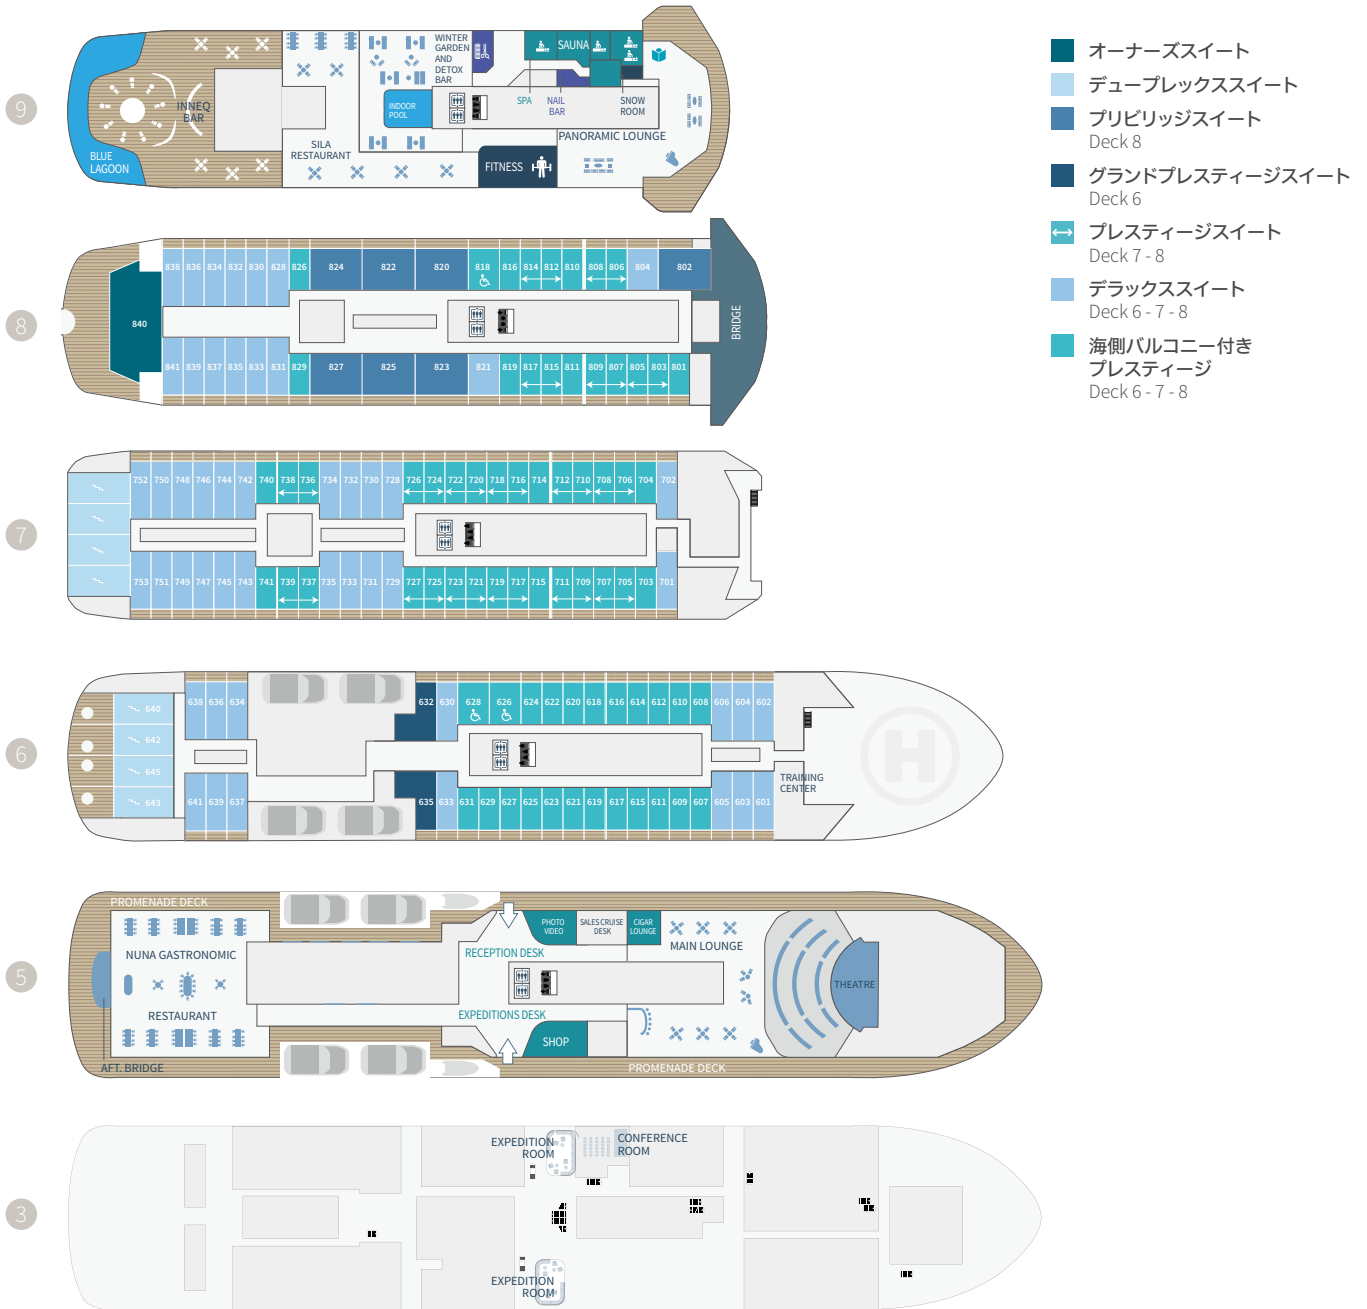 9
BLUE
LAGOON
INNEQ
BAR
SILA
RESTAURANT
WINTER
GARDEN
AND
DETOX
BAR
INDOOR
POOL
SAUNA
SPA
NAIL
BAR
SNOW
ROOM
PANORAMIC LOUNGE
FITNESS
オーナーズスイート
デュープレックススイート
プリビリッジスイート
Deck 8
グランドプレスティージスイート
Deck 6
プレスティージスイート
Deck 7 - 8
デラックススイート
Deck 6 - 7 - 8
海側バルコニー付き
プレスティージ
Deck 6 - 7 - 8
8
838 836 834 832 830 828 826 824 822 820 818 816 814 812 810 808 806 804 802
840
BRIDGE
841 839 837 835 833 831 829 827 825 823 821 819 817 815 811 809 807 805 803 801
7
752 750 748 746 744 742 740 738 736 734 732 730 728 726 724 722 720 718 716 714 712 710 708 706 704 702
753 751 749 747 745 743 741 739 737 735 733 731 729 727 725 723 721 719 717 715 711 709 707 705 703 701
6
638 636 634 632 630 628 626 624 622 620 618 616 614 612 610 608 606 604 602
640
642
645
643
TRAINING
CENTER
H
641 639 637 635 633 631 629 627 625 623 621 619 617 615 611 609 607 605 603 601
5
PROMENADE DECK
NUNA GASTRONOMIC
RESTAURANT
AFT. BRIDGE
RECEPTION DESK
EXPEDITIONS DESK
PHOTO
VIDEO
SALES CRUISE
DESK
CIGAR
LOUNGE
MAIN LOUNGE
THEATRE
SHOP
PROMENADE DECK
3
EXPEDITION
ROOM
CONFERENCE
ROOM
EXPEDITION
ROOM